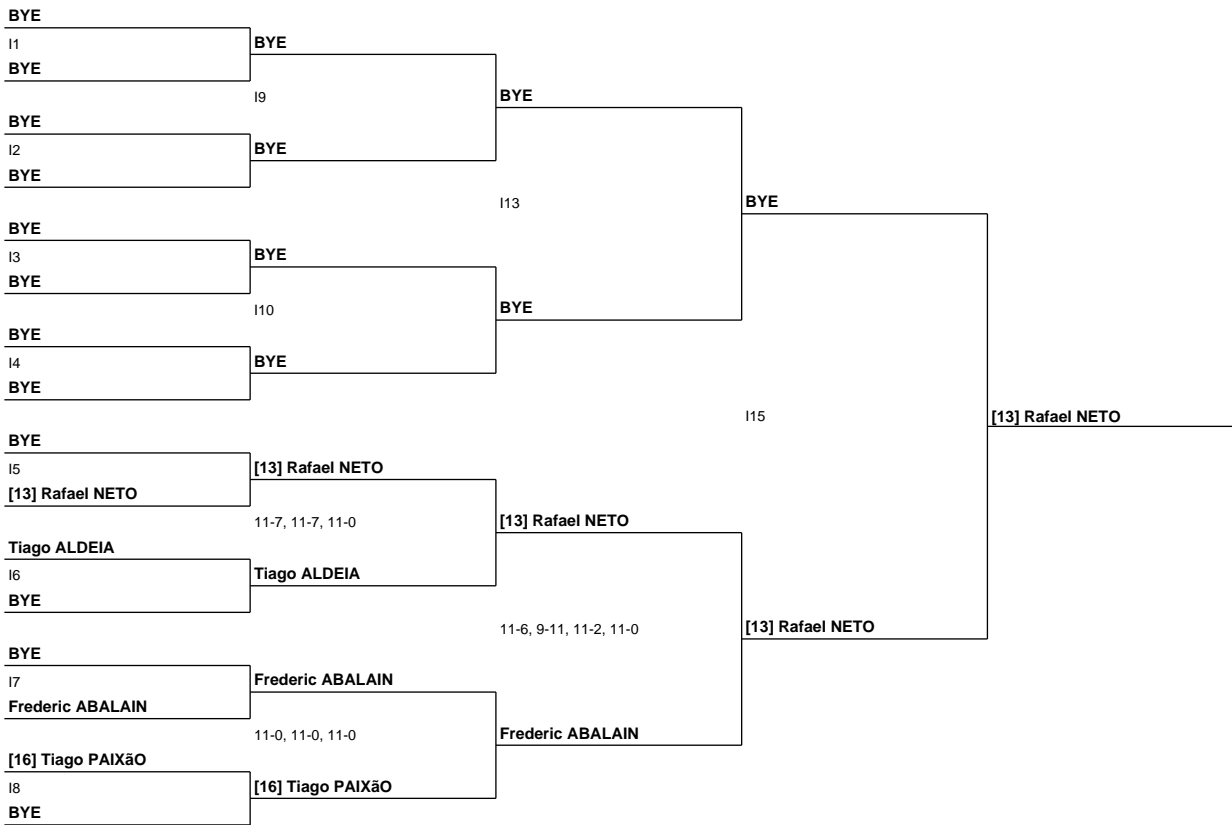 BYE
I1
BYE
BYE
I9
BYE
BYE
I2
BYE
BYE
I13
BYE
BYE
I3
BYE
BYE
I10
BYE
BYE
I4
BYE
BYE
I15
[13] Rafael NETO
BYE
I5
[13] Rafael NETO
[13] Rafael NETO
11-7, 11-7, 11-0
[13] Rafael NETO
Tiago ALDEIA
I6
Tiago ALDEIA
BYE
11-6, 9-11, 11-2, 11-0
[13] Rafael NETO
BYE
I7
Frederic ABALAIN
Frederic ABALAIN
11-0, 11-0, 11-0
Frederic ABALAIN
[16] Tiago PAIXãO
I8
[16] Tiago PAIXãO
BYE